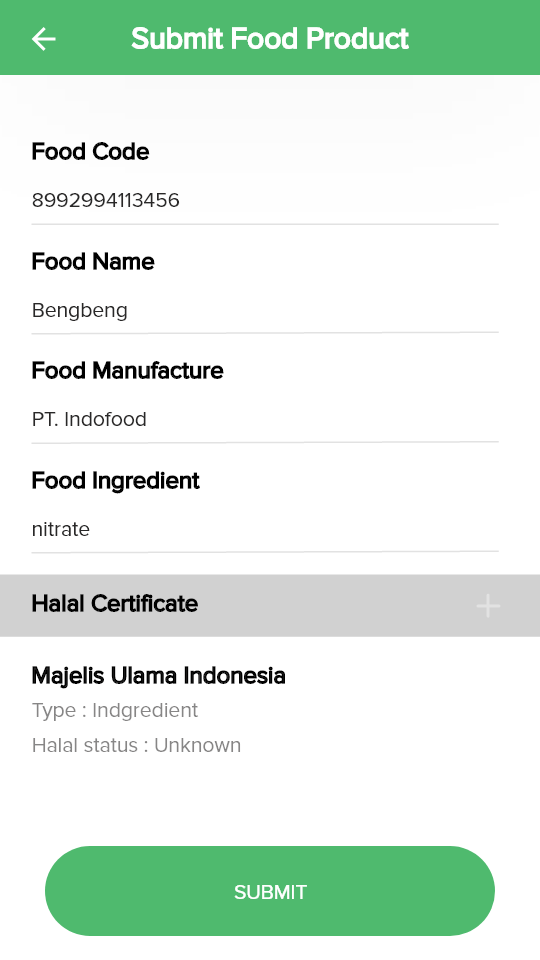 Submit Food Product
Food Code
8992994113456
Food Name
Bengbeng
Food Manufacture
PT. Indofood
Food Ingredient
nitrate
Halal Certificate
Majelis Ulama Indonesia
Type : Indgredient
Halal status : Unknown
SUBMIT